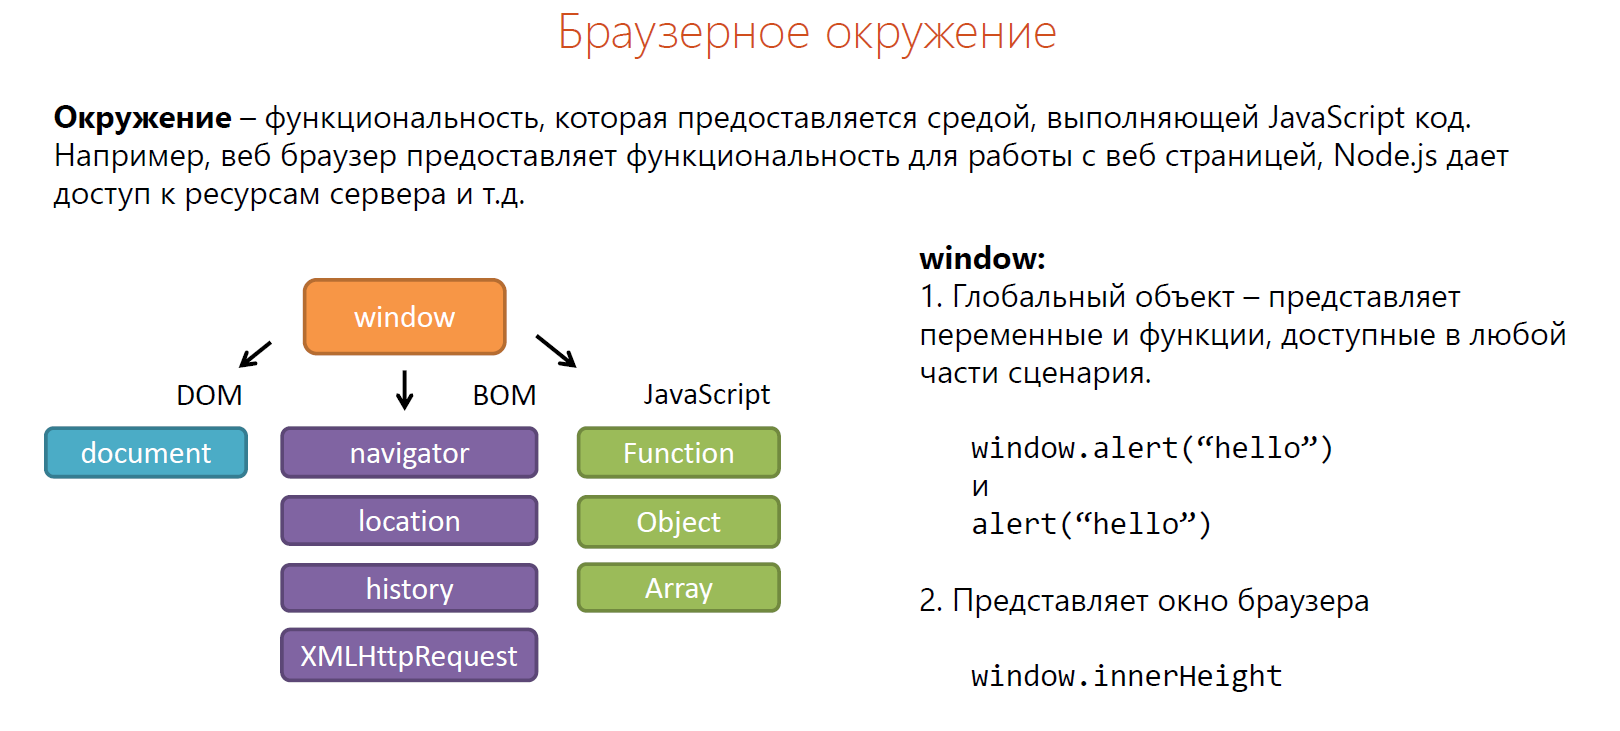 Браузерное окружение
Окружение – функциональность, которая предоставляется средой, выполняющей JavaScript код.
Например, веб браузер предоставляет функциональность для работы с веб страницей, Node.js дает
доступ к ресурсам сервера и т.д.
window
DOM
BOM
JavaScript
document
navigator
Function
location
Object
history
Array
XMLHttpRequest
window:
1. Глобальный объект – представляет
переменные и функции, доступные в любой
части сценария.
window.alert(“hello”)
и
alert(“hello”)
2. Представляет окно браузера
window.innerHeight